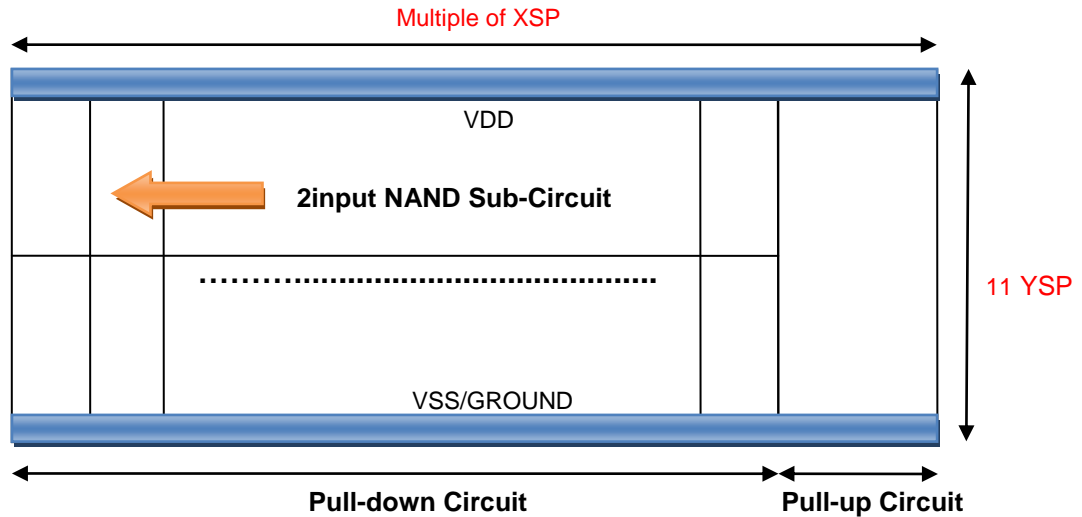 Multiple of XSP
VDD
2input NAND Sub-Circuit
11 YSP
VSS/GROUND
Pull-down Circuit
Pull-up Circuit